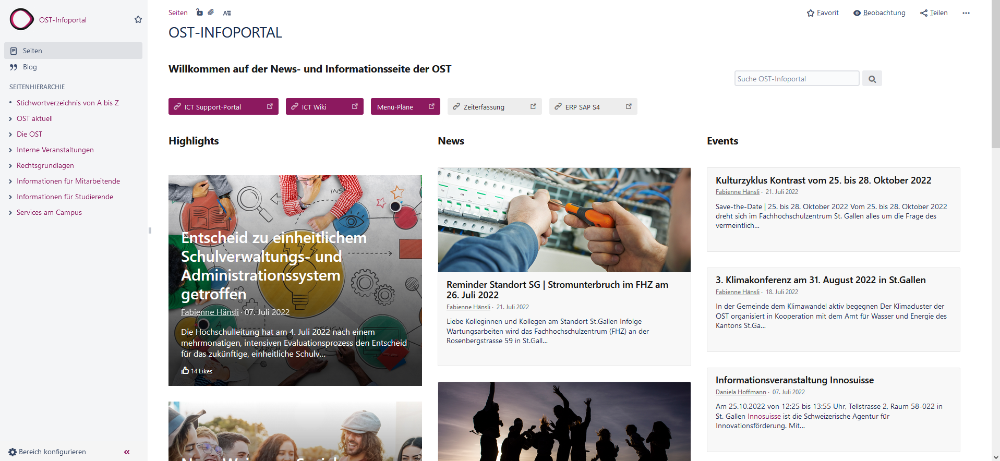 OST-Infoportal
Seiten
Blog
SEITENHIERARCHIE
Stichwortverzeichnis von A bis Z
OST aktuell
Die OST
Interne Veranstaltungen
Rechtsgrundlagen
Informationen für Mitarbeitende
Informationen für Studierende
Services am Campus
Bereich konfigurieren
Seiten
Favorit
Beobachtung
Teilen
OST-INFOPORTAL
Willkommen auf der News- und Informationsseite der OST
Suche OST-Infoportal
ICT Support-Portal
ICT Wiki
Menü-Pläne
Zeiterfassung
ERP SAP S4
Highlights
Entscheid zu einheitlichem
Schulverwaltungs- und
Administrationssystem
getroffen
Fabienne Hänsli · 07. Juli 2022
Die Hochschulleitung hat am 4. Juli 2022 nach einem
mehrmonatigen, intensiven Evaluationsprozess den Entscheid
für das zukünftige, einheitliche Schulv...
14 Likes
News
Reminder Standort SG | Stromunterbruch im FHZ am
26. Juli 2022
Fabienne Hänsli · 21. Juli 2022
Liebe Kolleginnen und Kollegen am Standort St.Gallen Infolge
Wartungsarbeiten wird das Fachhochschulzentrum (FHZ) an der
Rosenbergstrasse 59 in St.Gall...
Events
Kulturzyklus Kontrast vom 25. bis 28. Oktober 2022
Fabienne Hänsli · 21. Juli 2022
Save-the-Date | 25. bis 28. Oktober 2022 Vom 25. bis 28. Oktober 2022
dreht sich im Fachhochschulzentrum St. Gallen alles um die Frage des
vermeintlich...
3. Klimakonferenz am 31. August 2022 in St.Gallen
Fabienne Hänsli · 18. Juli 2022
In der Gemeinde dem Klimawandel aktiv begegnen Der Klimacluster der
OST organisiert in Kooperation mit dem Amt für Wasser und Energie des
Kantons St.Ga...
Informationsveranstaltung Innosuisse
Daniela Hoffmann · 07. Juli 2022
Am 25.10.2022 von 12:25 bis 13:55 Uhr, Tellstrasse 2, Raum 58-022 in
St. Gallen Innosuisse ist die Schweizerische Agentur für
Innovationsförderung. Mit...